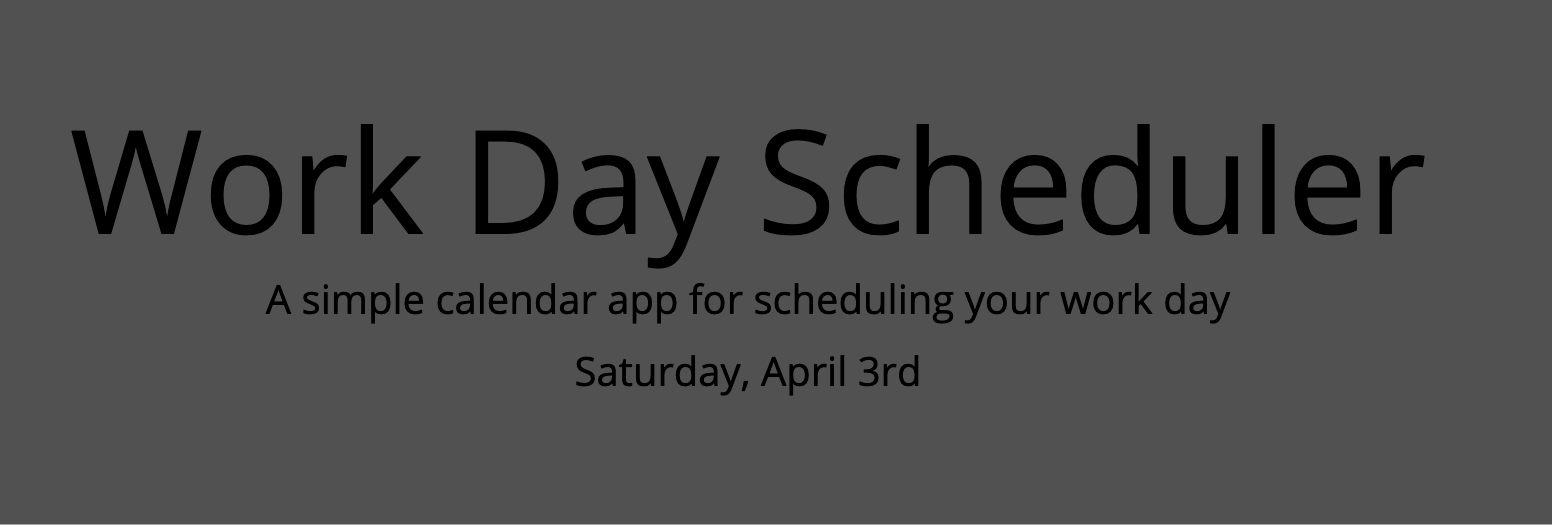 Work Day Scheduler
A simple calendar app for scheduling your work day
Saturday, April 3rd